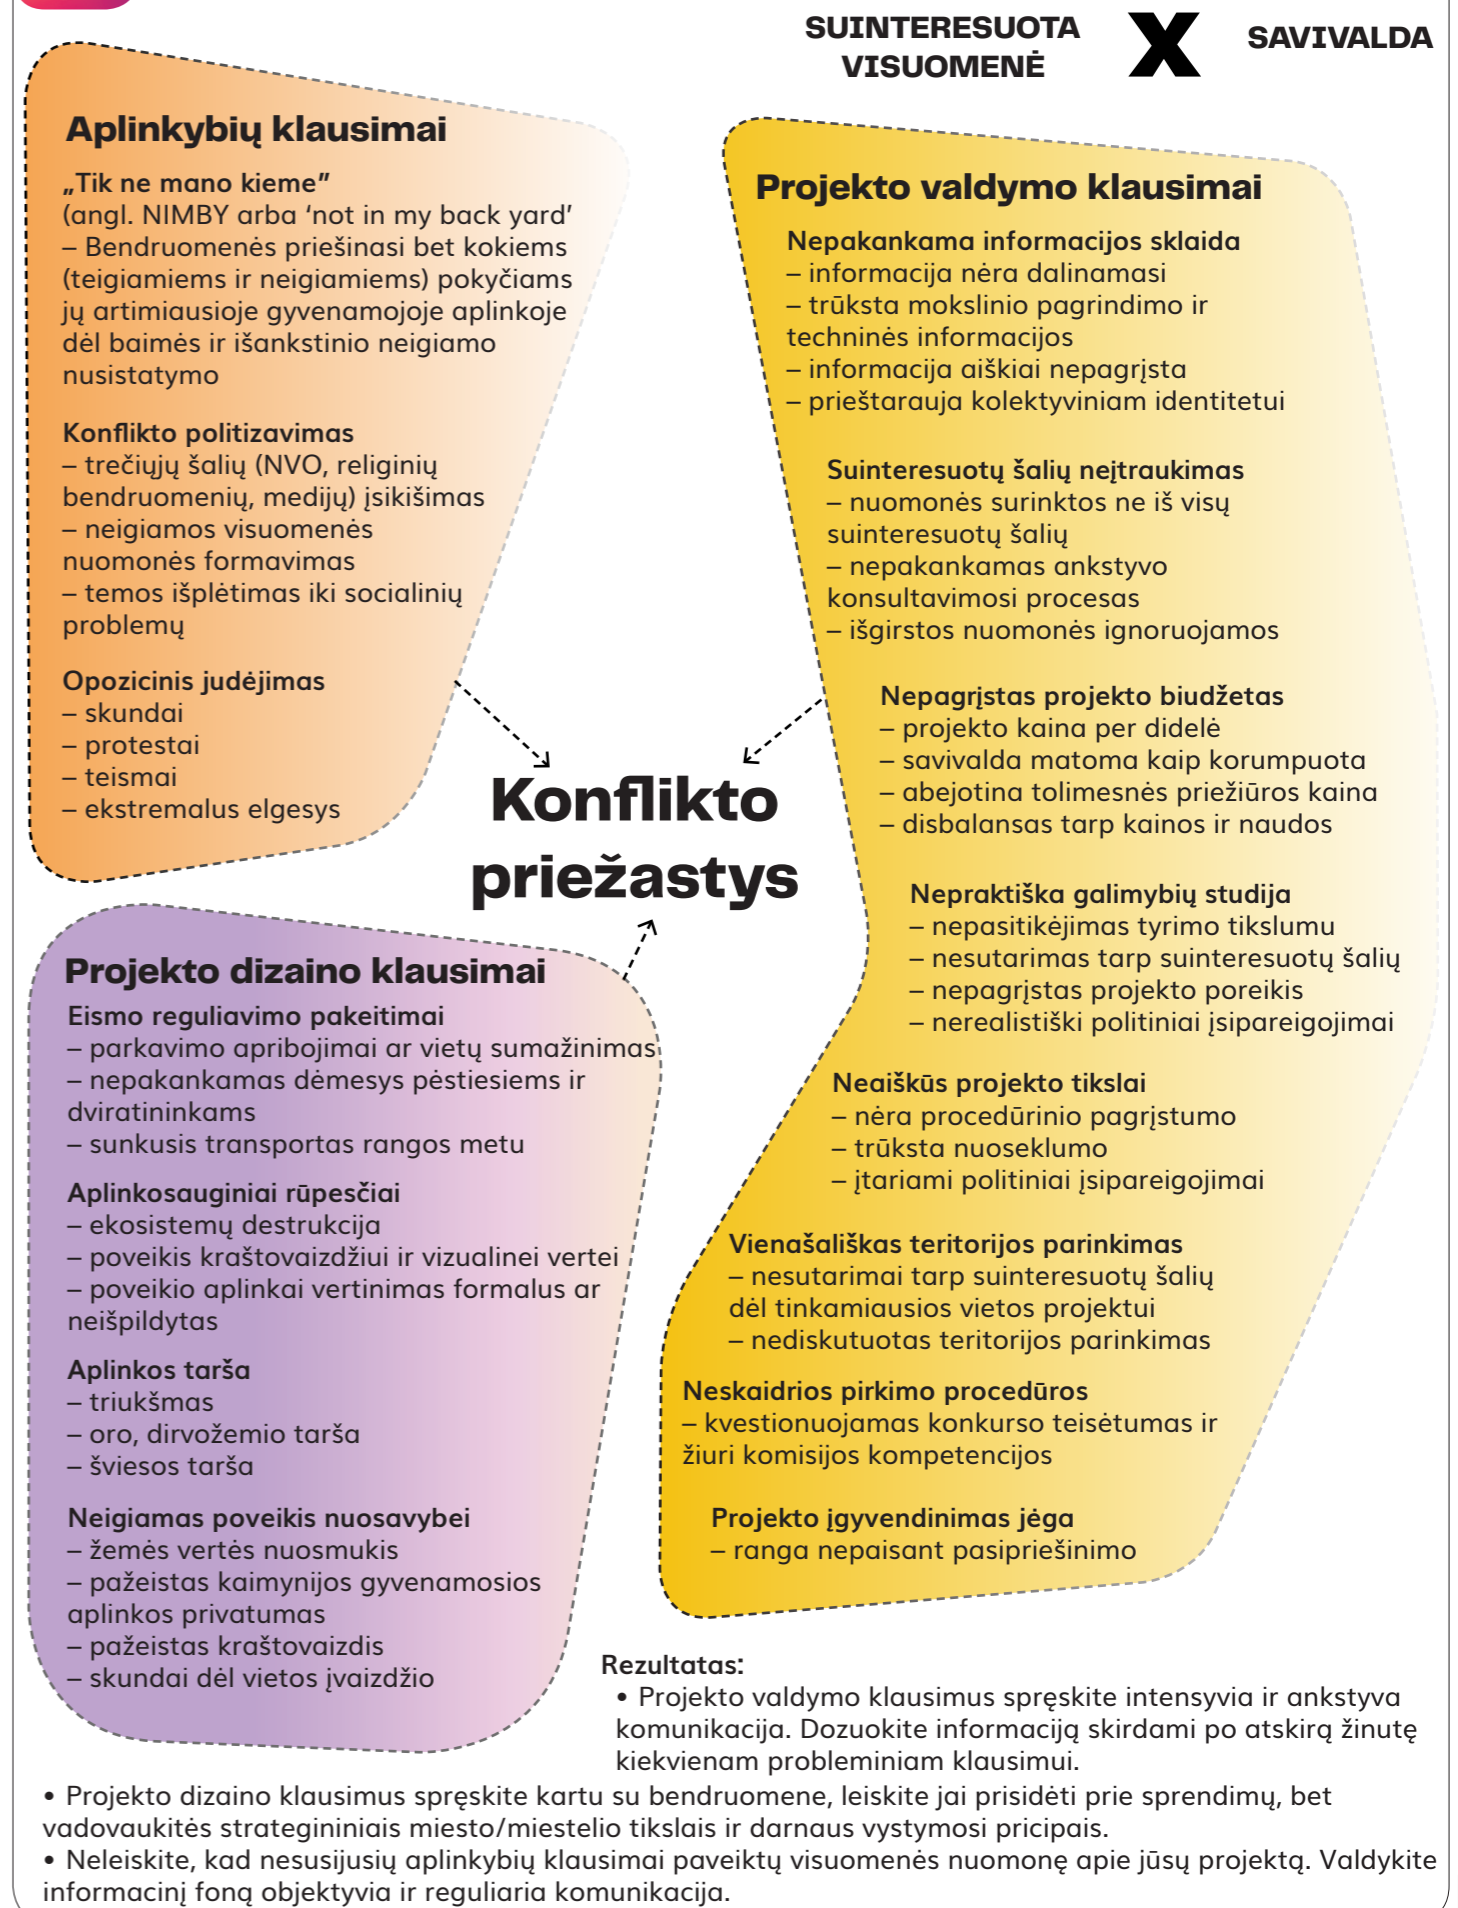 SUINTERESUOTA
VISUOMENĖ
X
SAVIVALDA
Aplinkybių klausimai
„Tik ne mano kieme”
(angl. NIMBY arba ‘not in my back yard’
– Bendruomenės priešinasi bet kokiems
(teigiamiems ir neigiamiems) pokyčiams
jų artimiausioje gyvenamojoje aplinkoje
dėl baimės ir išankstinio neigiamo
nusistatymo
Konflikto politizavimas
– trečiųjų šalių (NVO, religinių
bendruomenių, medijų) įsikišimas
– neigiamos visuomenės
nuomonės formavimas
– temos išplėtimas iki socialinių
problemų
Opozicinis judėjimas
– skundai
– protestai
– teismai
– ekstremalus elgesys
Projekto valdymo klausimai
Nepakankama informacijos sklaida
– informacija nėra dalinamasi
– trūksta mokslinio pagrindimo ir
techninės informacijos
– informacija aiškiai nepagrįsta
– prieštarauja kolektyviniam identitetui
Suinteresuotų šalių neįtraukimas
– nuomonės surinktos ne iš visų
suinteresuotų šalių
– nepakankamas ankstyvo
konsultavimosi procesas
– išgirstos nuomonės ignoruojamos
Nepagrįstas projekto biudžetas
– projekto kaina per didelė
– savivalda matoma kaip korumpuota
– abejotina tolimesnės priežiūros kaina
– disbalansas tarp kainos ir naudos
Nepraktiška galimybių studija
– nepasitikėjimas tyrimo tikslumu
– nesutarimas tarp suinteresuotų šalių
– nepagrįstas projekto poreikis
– nerealistiški politiniai įsipareigojimai
Neaiškūs projekto tikslai
– nėra procedūrinio pagrįstumo
– trūksta nuoseklumo
– įtariami politiniai įsipareigojimai
Vienašališkas teritorijos parinkimas
– nesutarimai tarp suinteresuotų šalių
dėl tinkamiausios vietos projektui
– nediskutuotas teritorijos parinkimas
Neskaidrios pirkimo procedūros
– kvestionuojamas konkurso teisėtumas ir
žiuri komisijos kompetencijos
Projekto įgyvendinimas jėga
– ranga nepaisant pasipriešinimo
Konflikto
priežastys
Projekto dizaino klausimai
Eismo reguliavimo pakeitimai
– parkavimo apribojimai ar vietų sumažinimas
– nepakankamas dėmesys pėstiesiems ir
dviratininkams
– sunkusis transportas rangos metu
Aplinkosauginiai rūpesčiai
– ekosistemų destrukcija
– poveikis kraštovaizdžiui ir vizualinei vertei
– poveikio aplinkai vertinimas formalus ar
neišpildytas
Aplinkos tarša
– triukšmas
– oro, dirvožemio tarša
– šviesos tarša
Neigiamas poveikis nuosavybei
– žemės vertės nuosmukis
– pažeistas kaimynijos gyvenamosios
aplinkos privatumas
– pažeistas kraštovaizdis
– skundai dėl vietos įvaizdžio
Rezultatas:
• Projekto valdymo klausimus spręskite intensyvia ir ankstyva
komunikacija. Dozuokite informaciją skirdami po atskirą žinutę
kiekvienam probleminiam klausimui.
• Projekto dizaino klausimus spręskite kartu su bendruomene, leiskite jai prisidėti prie sprendimų, bet
vadovaukitės strategininiais miesto/miestelio tikslais ir darnaus vystymosi pricipais.
• Neleiskite, kad nesusijusių aplinkybių klausimai paveiktų visuomenės nuomonę apie jūsų projektą. Valdykite
informacinį foną objektyvia ir reguliaria komunikacija.